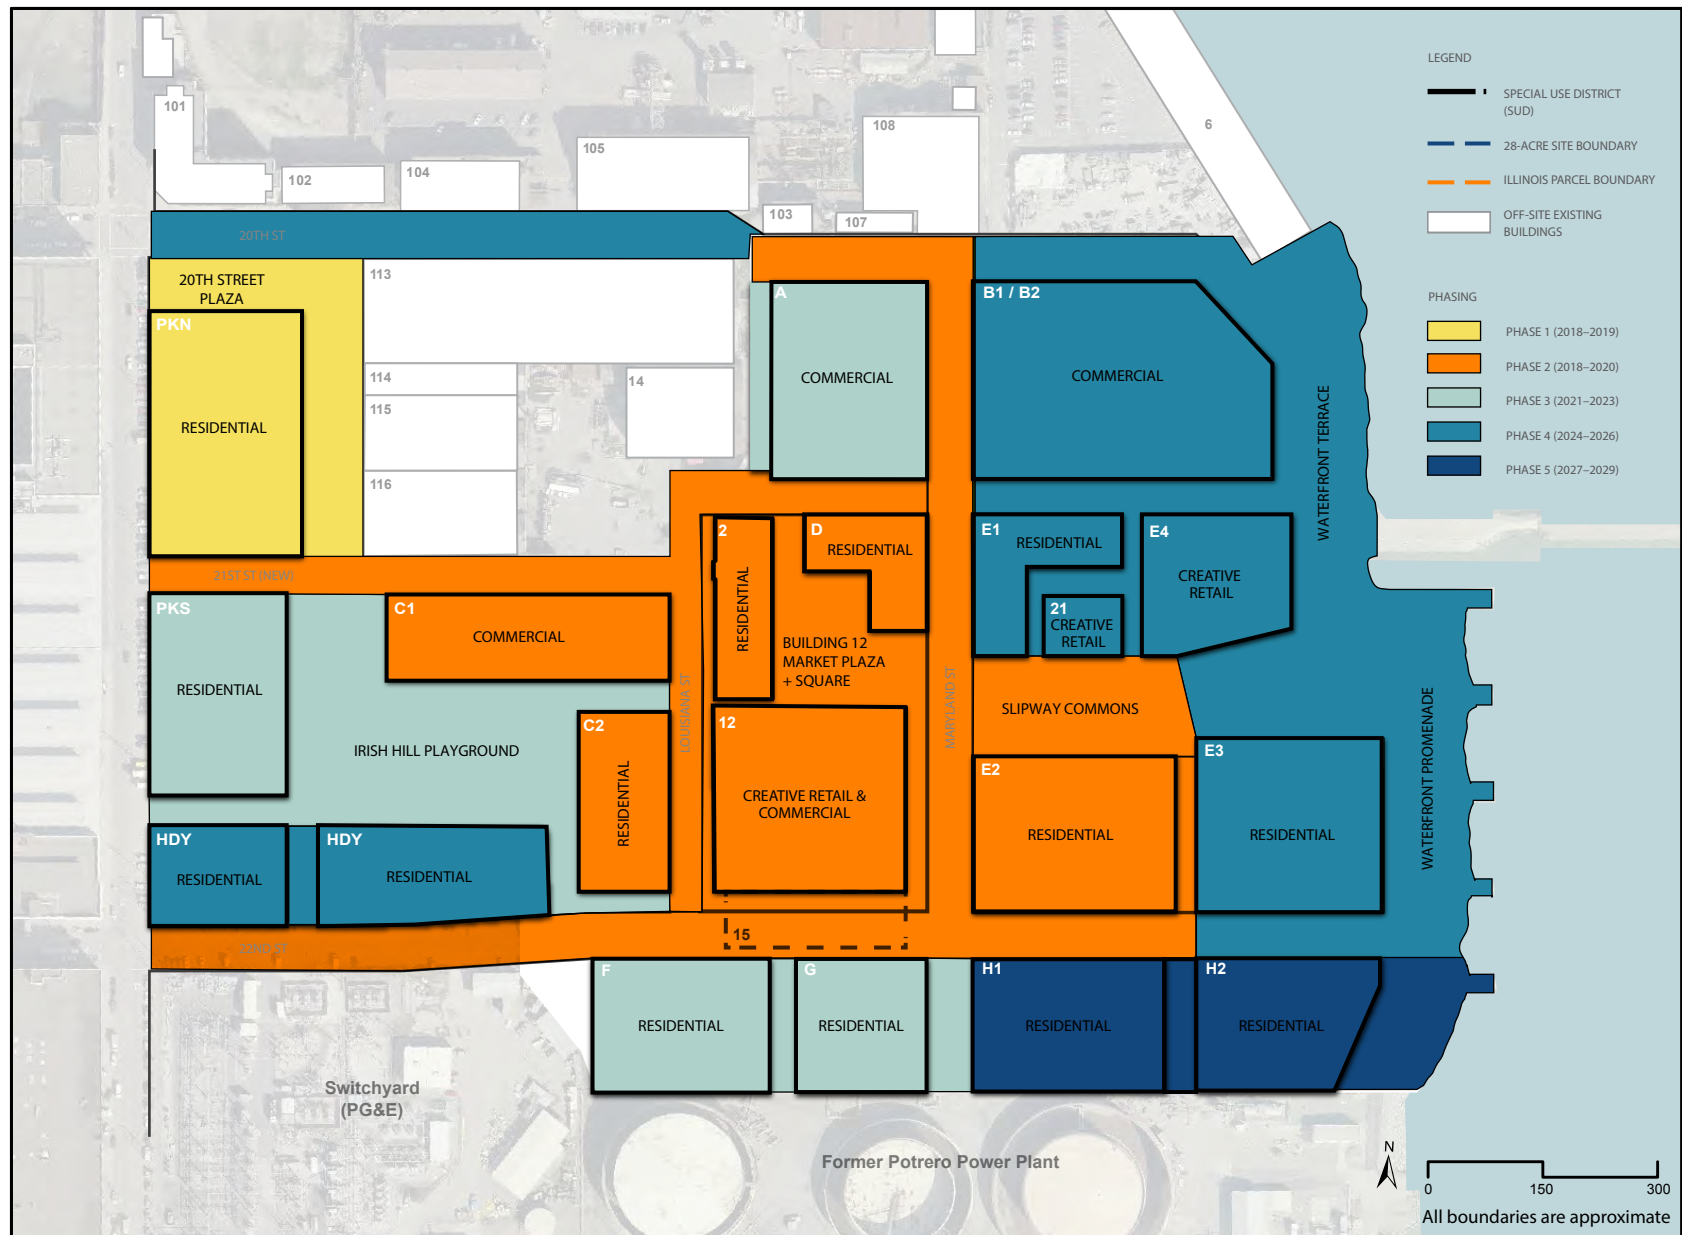 LEGEND
SPECIAL USE DISTRICT
(SUD)
28-ACRE SITE BOUNDARY
ILLINOIS PARCEL BOUNDARY
OFF-SITE EXISTING
BUILDINGS
PHASING
PHASE 1 (2018–2019)
PHASE 2 (2018–2020)
PHASE 3 (2021–2023)
PHASE 4 (2024–2026)
PHASE 5 (2027–2029)
101
102
104
105
108
103
107
6
20TH ST
20TH STREET
PLAZA
PKN
RESIDENTIAL
113
114
115
116
14
A
COMMERCIAL
B1 / B2
COMMERCIAL
WATERFRONT TERRACE
21ST ST (NEW)
PKS
RESIDENTIAL
C1
COMMERCIAL
2
RESIDENTIAL
D
RESIDENTIAL
BUILDING 12
MARKET PLAZA
+ SQUARE
E1
RESIDENTIAL
21
CREATIVE
RETAIL
E4
CREATIVE
RETAIL
IRISH HILL PLAYGROUND
C2
RESIDENTIAL
LOUISIANA ST
12
CREATIVE RETAIL &
COMMERCIAL
MARYLAND ST
SLIPWAY COMMONS
E2
RESIDENTIAL
E3
RESIDENTIAL
WATERFRONT PROMENADE
HDY
RESIDENTIAL
HDY
RESIDENTIAL
22ND ST
15
F
RESIDENTIAL
G
RESIDENTIAL
H1
RESIDENTIAL
H2
RESIDENTIAL
Switchyard
(PG&E)
Former Potrero Power Plant
N
0
150
300
All boundaries are approximate